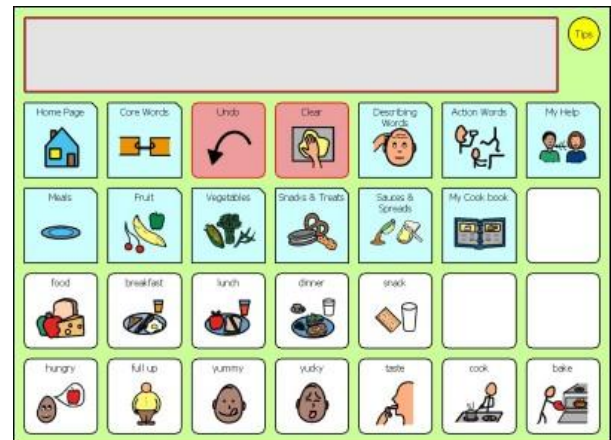 Tips
Home Page
Core Words
Undo
Clear
Describing
Words
Action Words
My Help
Meals
Fruit
Vegetables
Snacks & Treats
Sauces &
Spreads
My Cook book
food
breakfast
lunch
dinner
snack
hungry
full up
yummy
yucky
taste
cook
bake